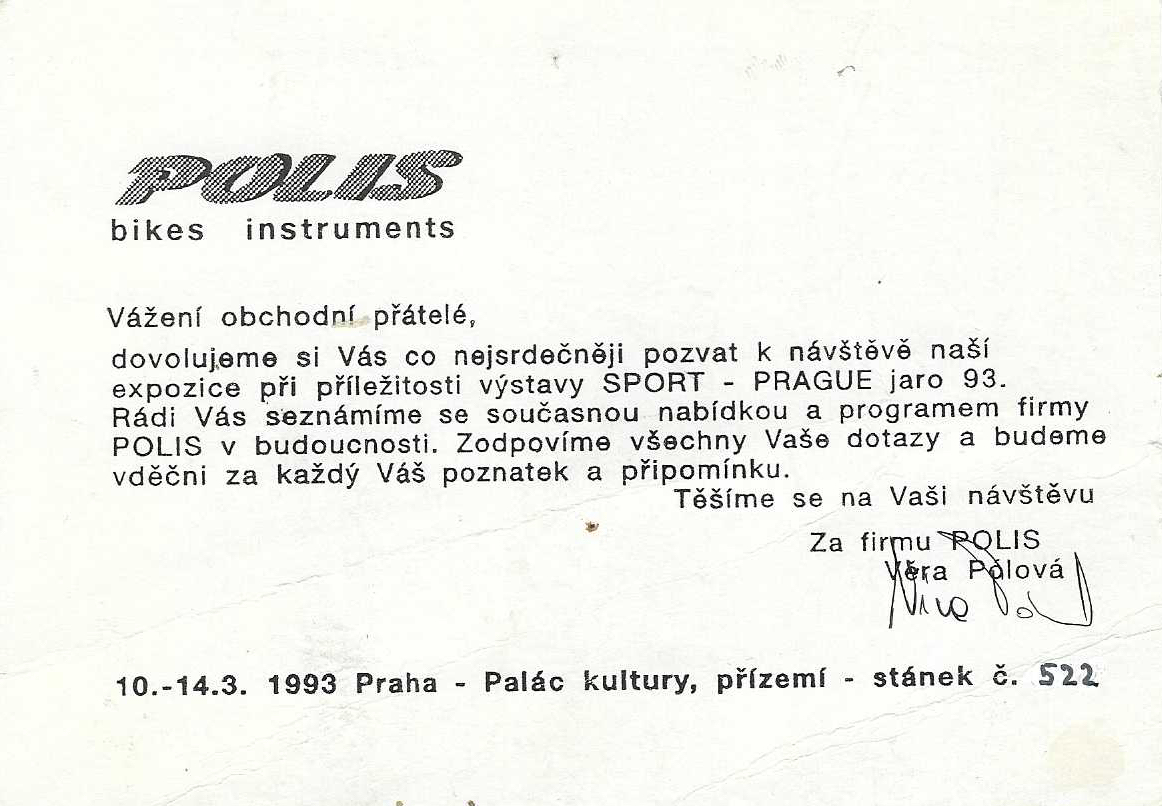 POLIS
bikes instruments
Vážení obchodní přátelé,
dovolujeme si Vás co nejsrdečněji pozvat k návštěvě naší
expozice při příležitosti výstavy SPORT - PRAGUE jaro 93.
Rádi Vás seznámíme se současnou nabídkou a programem firmy
POLIS v budoucnosti. Zodpovíme všechny Vaše dotazy a budeme
vděčni za každý Váš poznatek a připomínku.
Těšíme se na Vaši návštěvu
Za firmu POLIS
Věra Pólová
10.-14.3. 1993 Praha - Palác kultury, přízemí - stánek č. 522